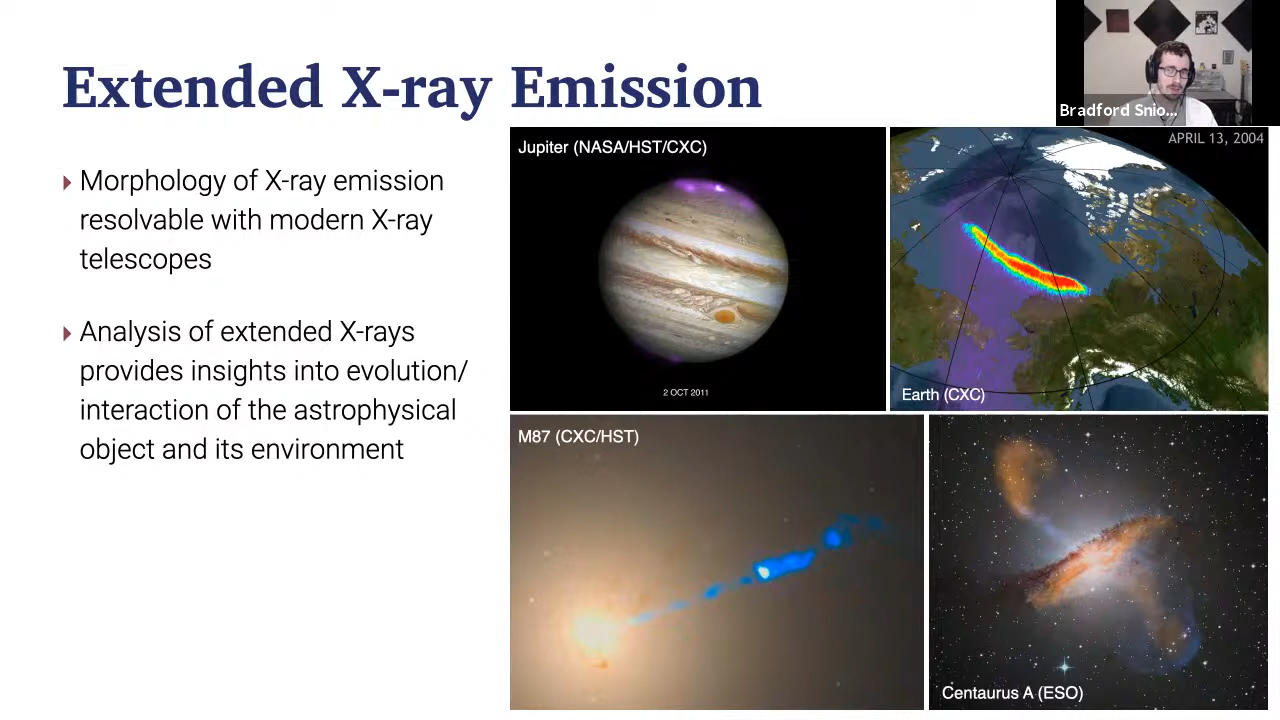 Extended X-ray Emission
Bradford Snio...
Morphology of X-ray emission
resolvable with modern X-ray
telescopes
Analysis of extended X-rays
provides insights into evolution/
interaction of the astrophysical
object and its environment
Jupiter (NASA/HST/CXC)
2 OCT 2011
APRIL 13, 2004
Earth (CXC)
M87 (CXC/HST)
Centaurus A (ESO)